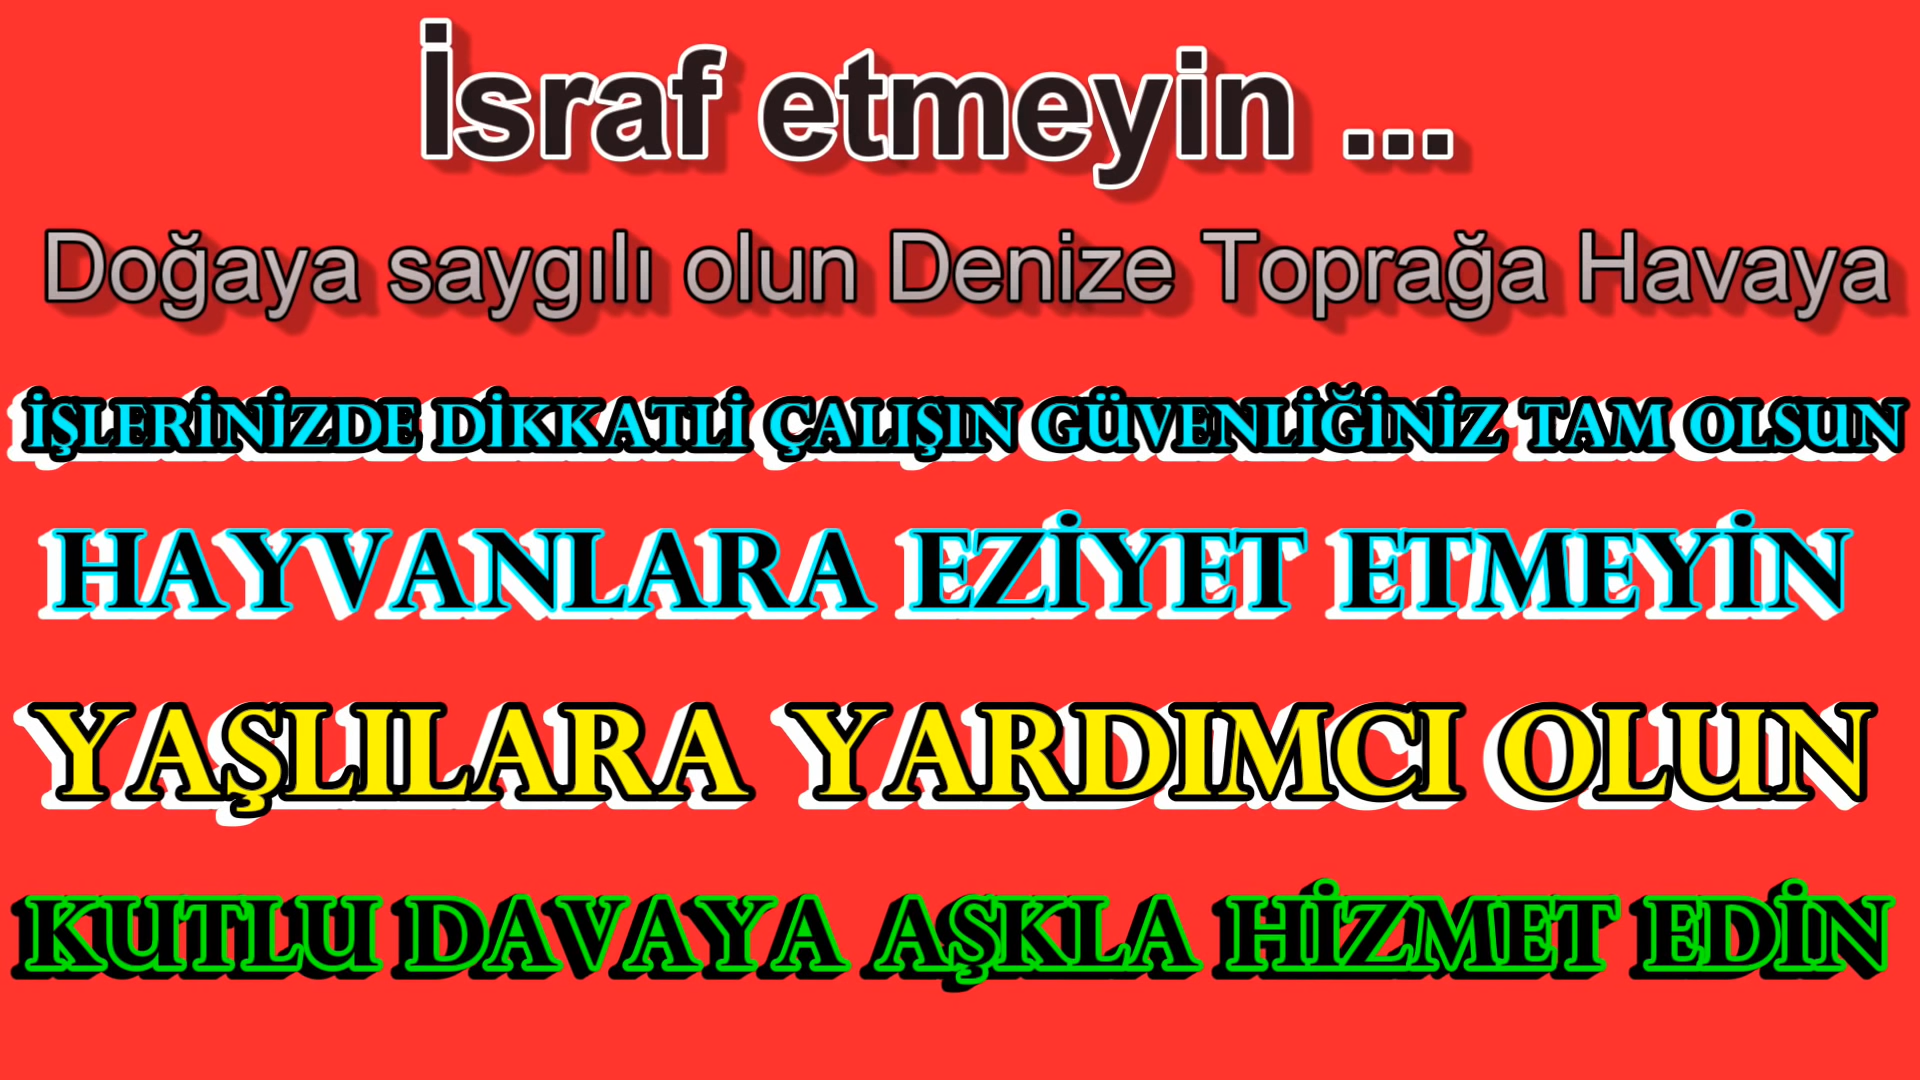 İsraf etmeyin ...
Doğaya saygılı olun Denize Toprağa Havaya
İŞLERİNİZDE DİKKATLİ ÇALIŞIN GÜVENLİĞİNİZ TAM OLSUN
HAYVANLARA EZİYET ETMEYİN
YAŞLILARA YARDIMCI OLUN
KUTLU DAVAYA AŞKLA HİZMET EDİN